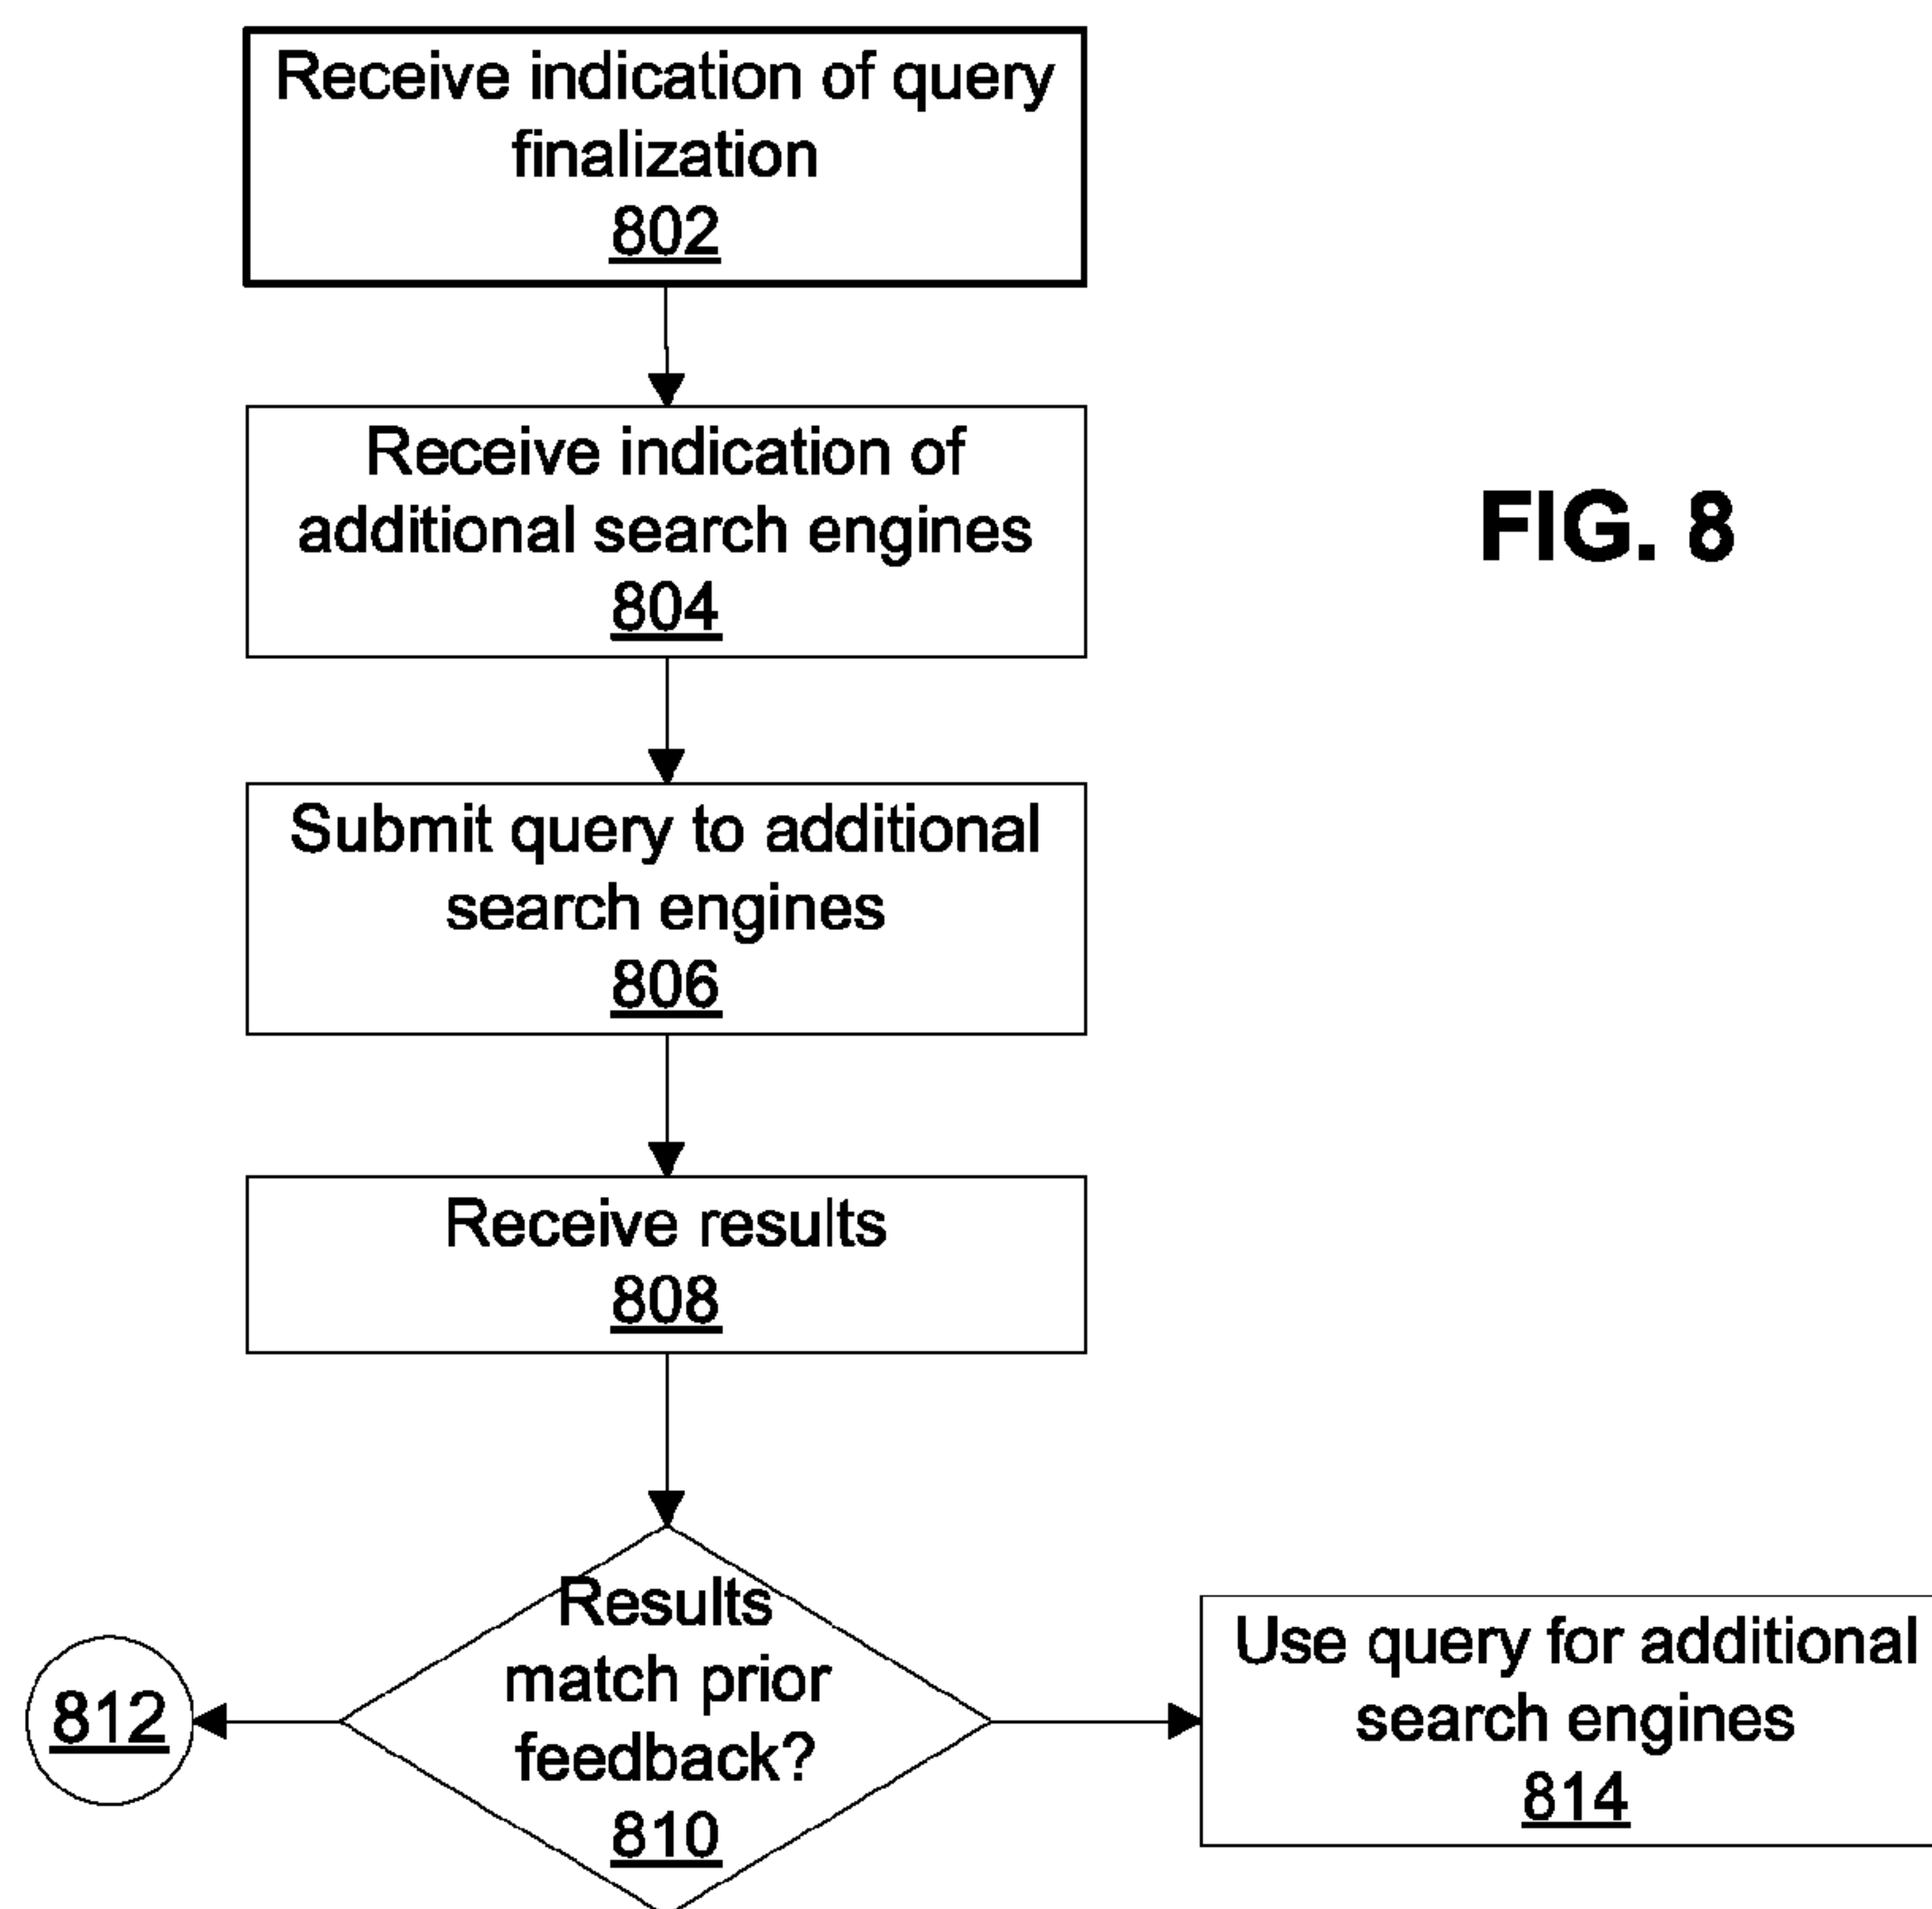 Receive indication of query
finalization
802
Receive indication of
additional search engines
804
FIG. 8
Submit query to additional
search engines
806
Receive results
808
Results
match prior
feedback?
810
812
Use query for additional
search engines
814